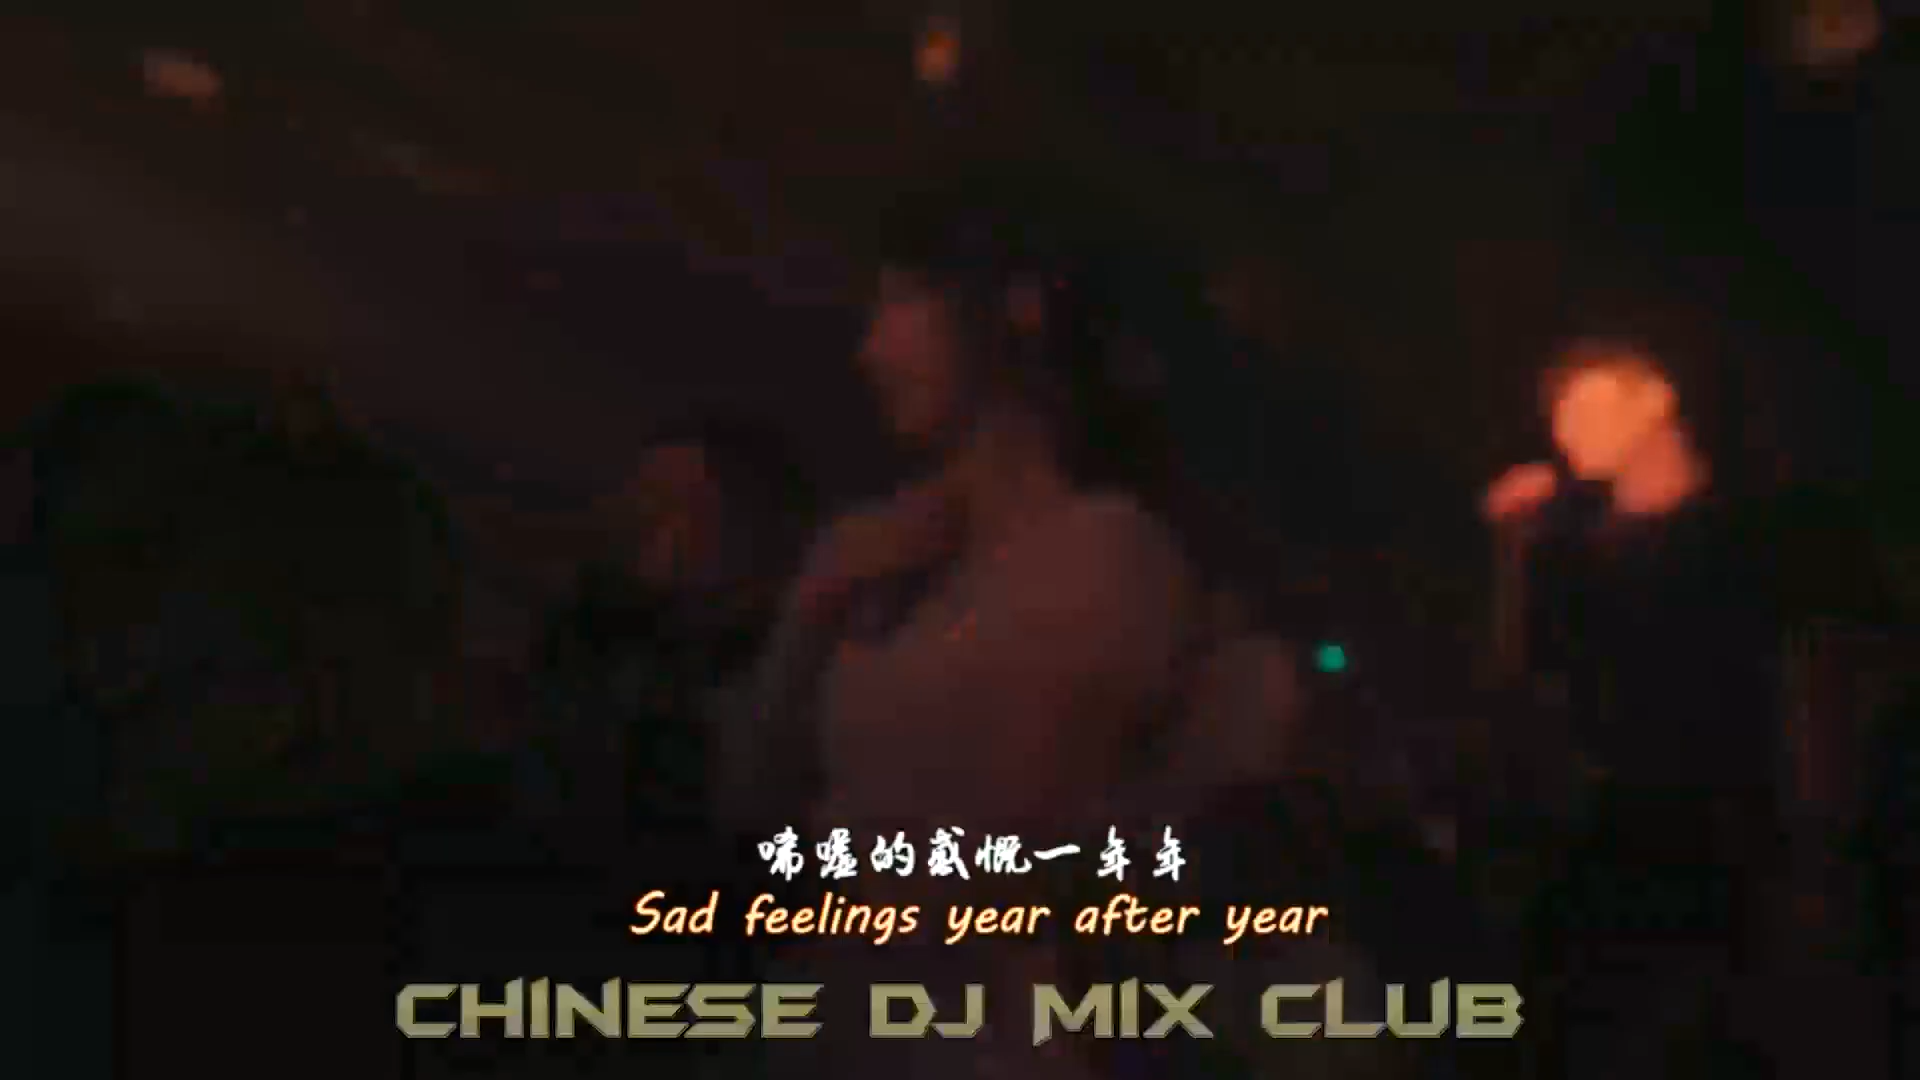 唏嘘的感慨一年年
Sad feelings year after year
CHINESE DJ MIX CLUB